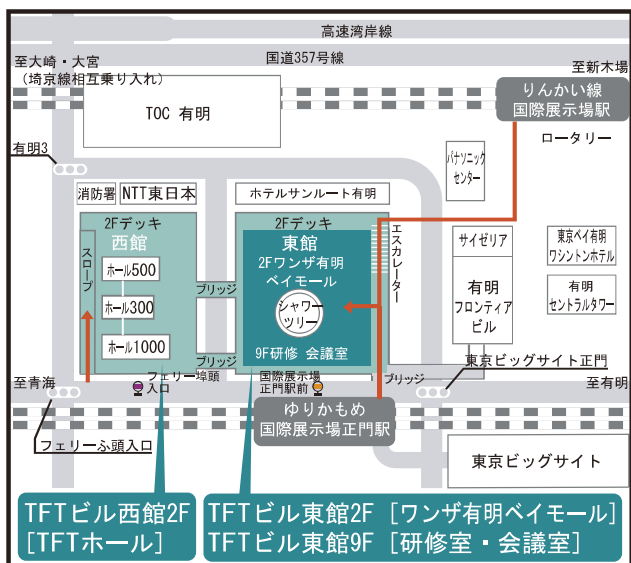 高速湾岸線
国道357号線
至大崎・大宮
(埼京線相互乗り入れ)
至新木場
りんかい線
国際展示場駅
TOC 有明
ロータリー
有明3
パナソニック
センター
消防署
NTT東日本
ホテルサンルート有明
2Fデッキ
西館
2Fデッキ
東館
2Fワンザ有明
ベイモール
エスカレーター
サイゼリア
東京ベイ有明
ワシントンホテル
スロープ
ホール500
ホール300
ホール1000
ブリッジ
シャワー
ツリー
有明
フロンティア
ビル
有明
セントラルタワー
ブリッジ
9F研修 会議室
東京ビッグサイト正門
至青海
フェリー埠頭
入口
国際展示場
正門駅前
ブリッジ
至有明
ゆりかもめ
国際展示場正門駅
フェリーふ頭入口
東京ビッグサイト
TFTビル西館2F
[TFTホール]
TFTビル東館2F [ワンザ有明ベイモール]
TFTビル東館9F [研修室・会議室]